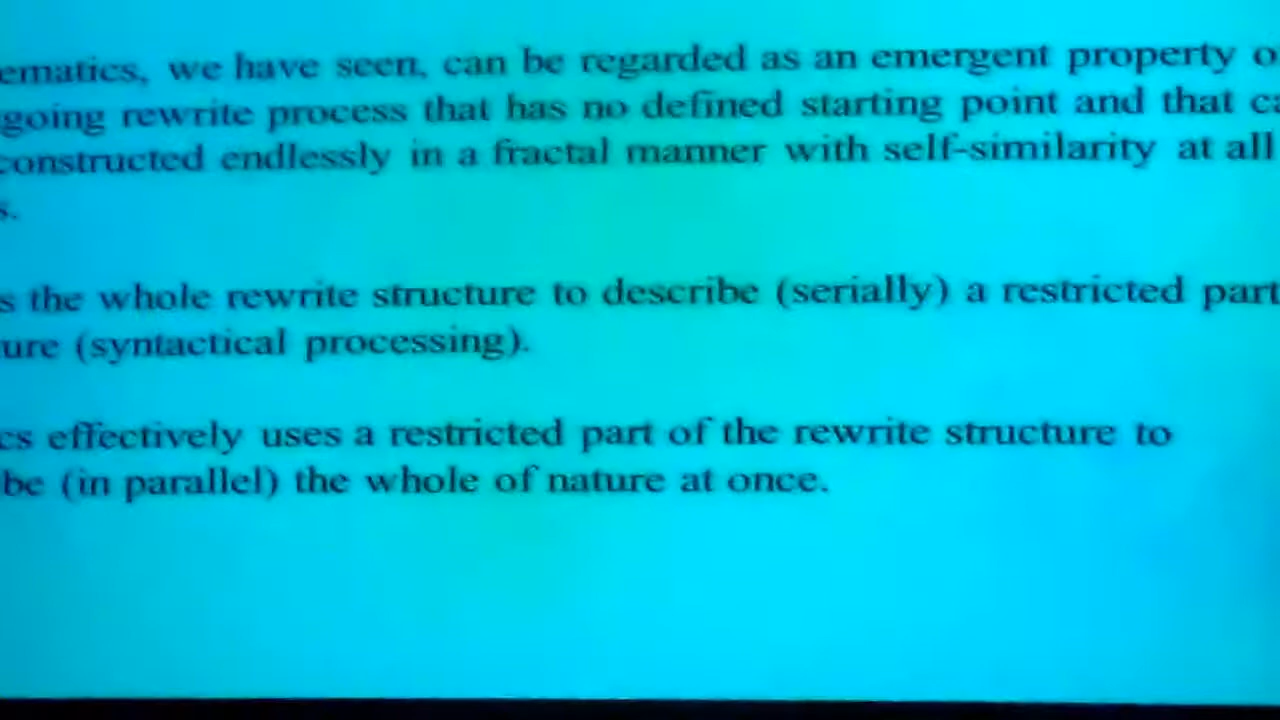 ematics, we have seen, can be regarded as an emergent property o
going rewrite process that has no defined starting point and that ca
constructed endlessly in a fractal manner with self-similarity at all
s.
s the whole rewrite structure to describe (serially) a restricted part
ure (syntactical processing).
cs effectively uses a restricted part of the rewrite structure to
be (in parallel) the whole of nature at once.